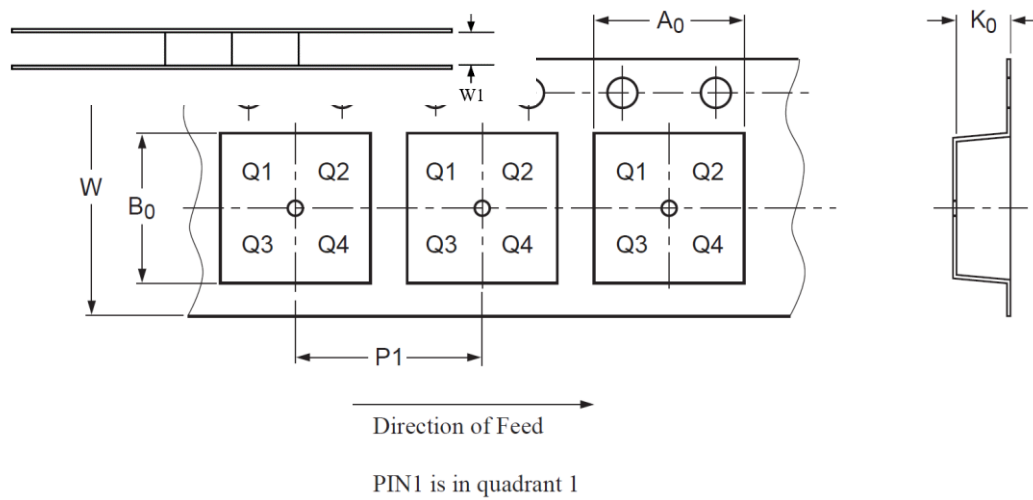 A0
K0
W1
Q1 Q2 Q1 Q2 Q1 Q2
W
B0
Q3 Q4 Q3 Q4 Q3 Q4
P1
Direction of Feed
PIN1 is in quadrant 1